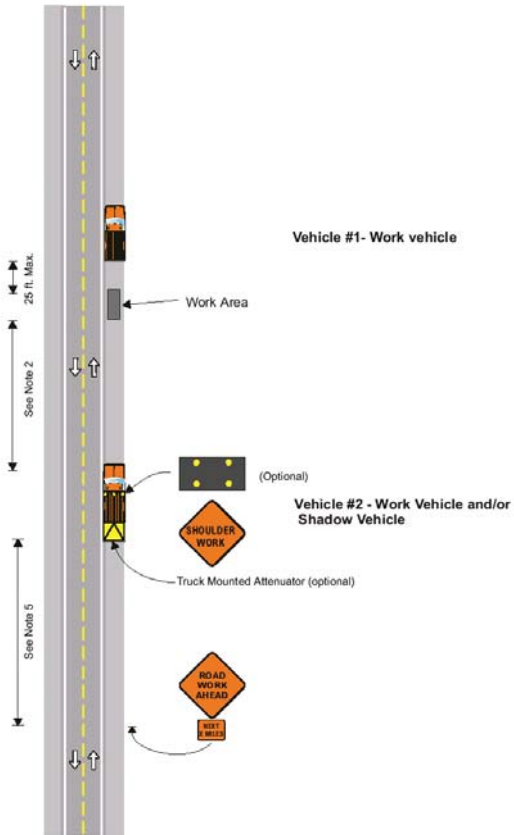 Vehicle #1- Work vehicle
25 ft. Max.
Work Area
See Note 2
(Optional)
Vehicle #2 - Work Vehicle and/or
Shadow Vehicle
SHOULDER
WORK
Truck Mounted Attenuator (optional)
See Note 5
ROAD
WORK
AHEAD
NEXT
X MILES